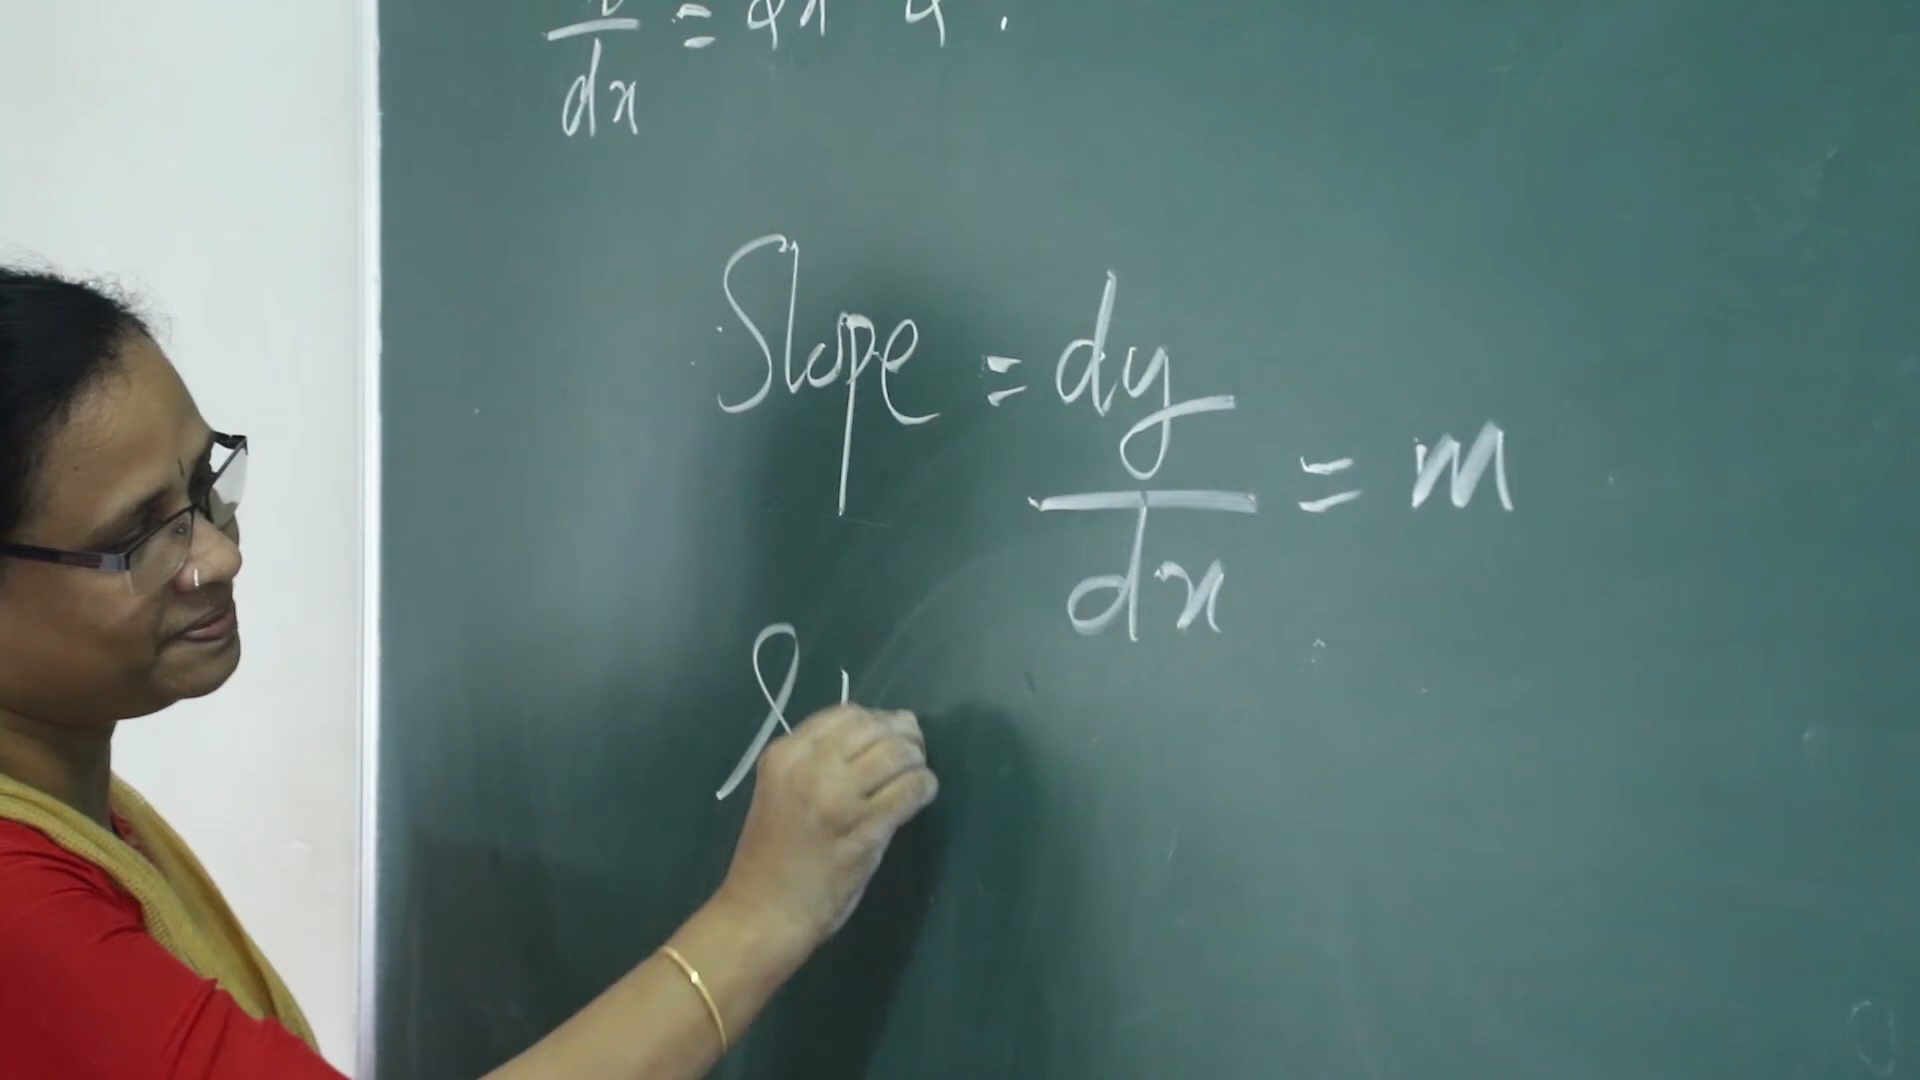 dx
Slope = dy/dx = m